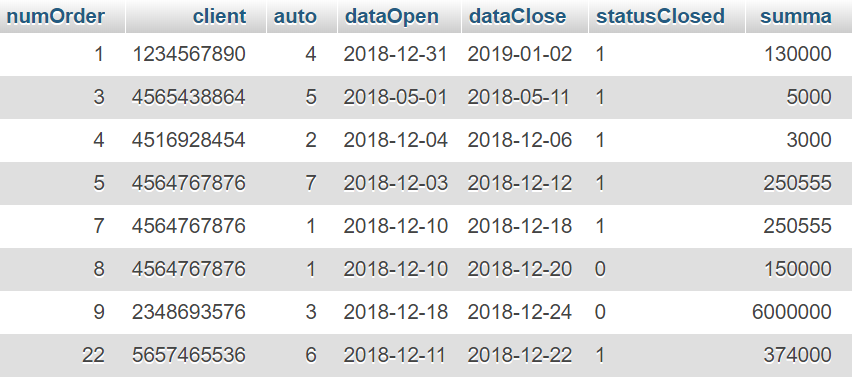 numOrder client auto dataOpen dataClose statusClosed summa
1 1234567890 4 2018-12-31 2019-01-02 1 130000
3 4565438864 5 2018-05-01 2018-05-11 1 5000
4 4516928454 2 2018-12-04 2018-12-06 1 3000
5 4564767876 7 2018-12-03 2018-12-12 1 250555
7 4564767876 1 2018-12-10 2018-12-18 1 250555
8 4564767876 1 2018-12-10 2018-12-20 0 150000
9 2348693576 3 2018-12-18 2018-12-24 0 6000000
22 5657465536 6 2018-12-11 2018-12-22 1 374000